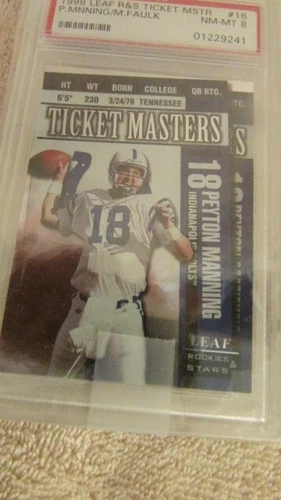 1998 LEAF R&S TICKET MSTR #16
P.MNNING/M.FAULK NM-MT 8
01229241
HT WT BORN COLLEGE QB RTG.
6'5" 230 3/24/76 TENNESSEE
TICKET MASTERS
18 PEYTON MANNING
INDIANAPOLIS COLTS
18
LEAF
ROOKIES &
STARS
RTG.
S